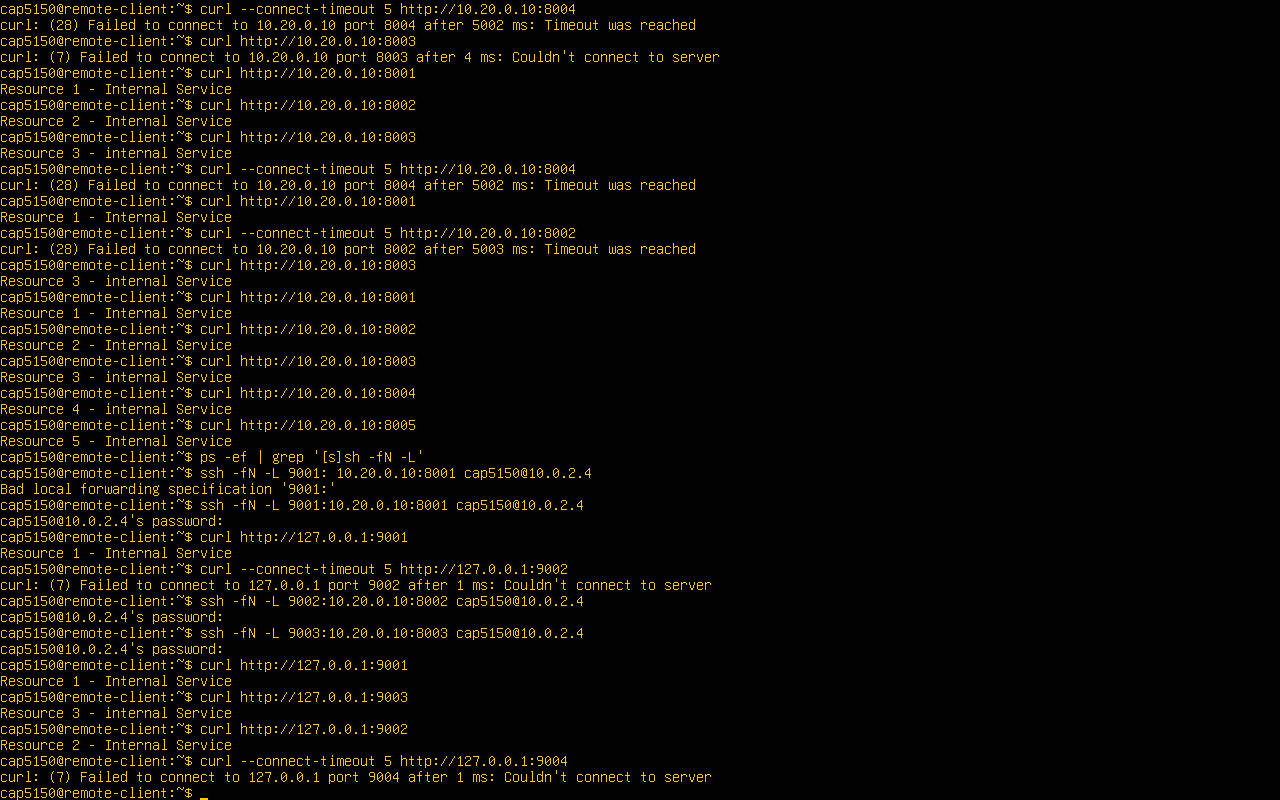 cap5150@remote-client:~$ curl --connect-timeout 5 http://10.20.0.10:8004
curl: (28) Failed to connect to 10.20.0.10 port 8004 after 5002 ms: Timeout was reached
cap5150@remote-client:~$ curl http://10.20.0.10:8003
curl: (7) Failed to connect to 10.20.0.10 port 8003 after 4 ms: Couldn't connect to server
cap5150@remote-client:~$ curl http://10.20.0.10:8001
Resource 1 - Internal Service
cap5150@remote-client:~$ curl http://10.20.0.10:8002
Resource 2 - Internal Service
cap5150@remote-client:~$ curl http://10.20.0.10:8003
Resource 3 - internal Service
cap5150@remote-client:~$ curl --connect-timeout 5 http://10.20.0.10:8004
curl: (28) Failed to connect to 10.20.0.10 port 8004 after 5002 ms: Timeout was reached
cap5150@remote-client:~$ curl http://10.20.0.10:8001
Resource 1 - Internal Service
cap5150@remote-client:~$ curl --connect-timeout 5 http://10.20.0.10:8002
curl: (28) Failed to connect to 10.20.0.10 port 8002 after 5003 ms: Timeout was reached
cap5150@remote-client:~$ curl http://10.20.0.10:8003
Resource 3 - internal Service
cap5150@remote-client:~$ curl http://10.20.0.10:8001
Resource 1 - Internal Service
cap5150@remote-client:~$ curl http://10.20.0.10:8002
Resource 2 - Internal Service
cap5150@remote-client:~$ curl http://10.20.0.10:8003
Resource 3 - internal Service
cap5150@remote-client:~$ curl http://10.20.0.10:8004
Resource 4 - internal Service
cap5150@remote-client:~$ curl http://10.20.0.10:8005
Resource 5 - Internal Service
cap5150@remote-client:~$ ps -ef | grep '[s]sh -fN -L'
cap5150@remote-client:~$ ssh -fN -L 9001: 10.20.0.10:8001 cap5150@10.0.2.4
Bad local forwarding specification '9001:'
cap5150@remote-client:~$ ssh -fN -L 9001:10.20.0.10:8001 cap5150@10.0.2.4
cap5150@10.0.2.4's password:
cap5150@remote-client:~$ curl http://127.0.0.1:9001
Resource 1 - Internal Service
cap5150@remote-client:~$ curl --connect-timeout 5 http://127.0.0.1:9002
curl: (7) Failed to connect to 127.0.0.1 port 9002 after 1 ms: Couldn't connect to server
cap5150@remote-client:~$ ssh -fN -L 9002:10.20.0.10:8002 cap5150@10.0.2.4
cap5150@10.0.2.4's password:
cap5150@remote-client:~$ ssh -fN -L 9003:10.20.0.10:8003 cap5150@10.0.2.4
cap5150@10.0.2.4's password:
cap5150@remote-client:~$ curl http://127.0.0.1:9001
Resource 1 - Internal Service
cap5150@remote-client:~$ curl http://127.0.0.1:9003
Resource 3 - internal Service
cap5150@remote-client:~$ curl http://127.0.0.1:9002
Resource 2 - Internal Service
cap5150@remote-client:~$ curl --connect-timeout 5 http://127.0.0.1:9004
curl: (7) Failed to connect to 127.0.0.1 port 9004 after 1 ms: Couldn't connect to server
cap5150@remote-client:~$ _